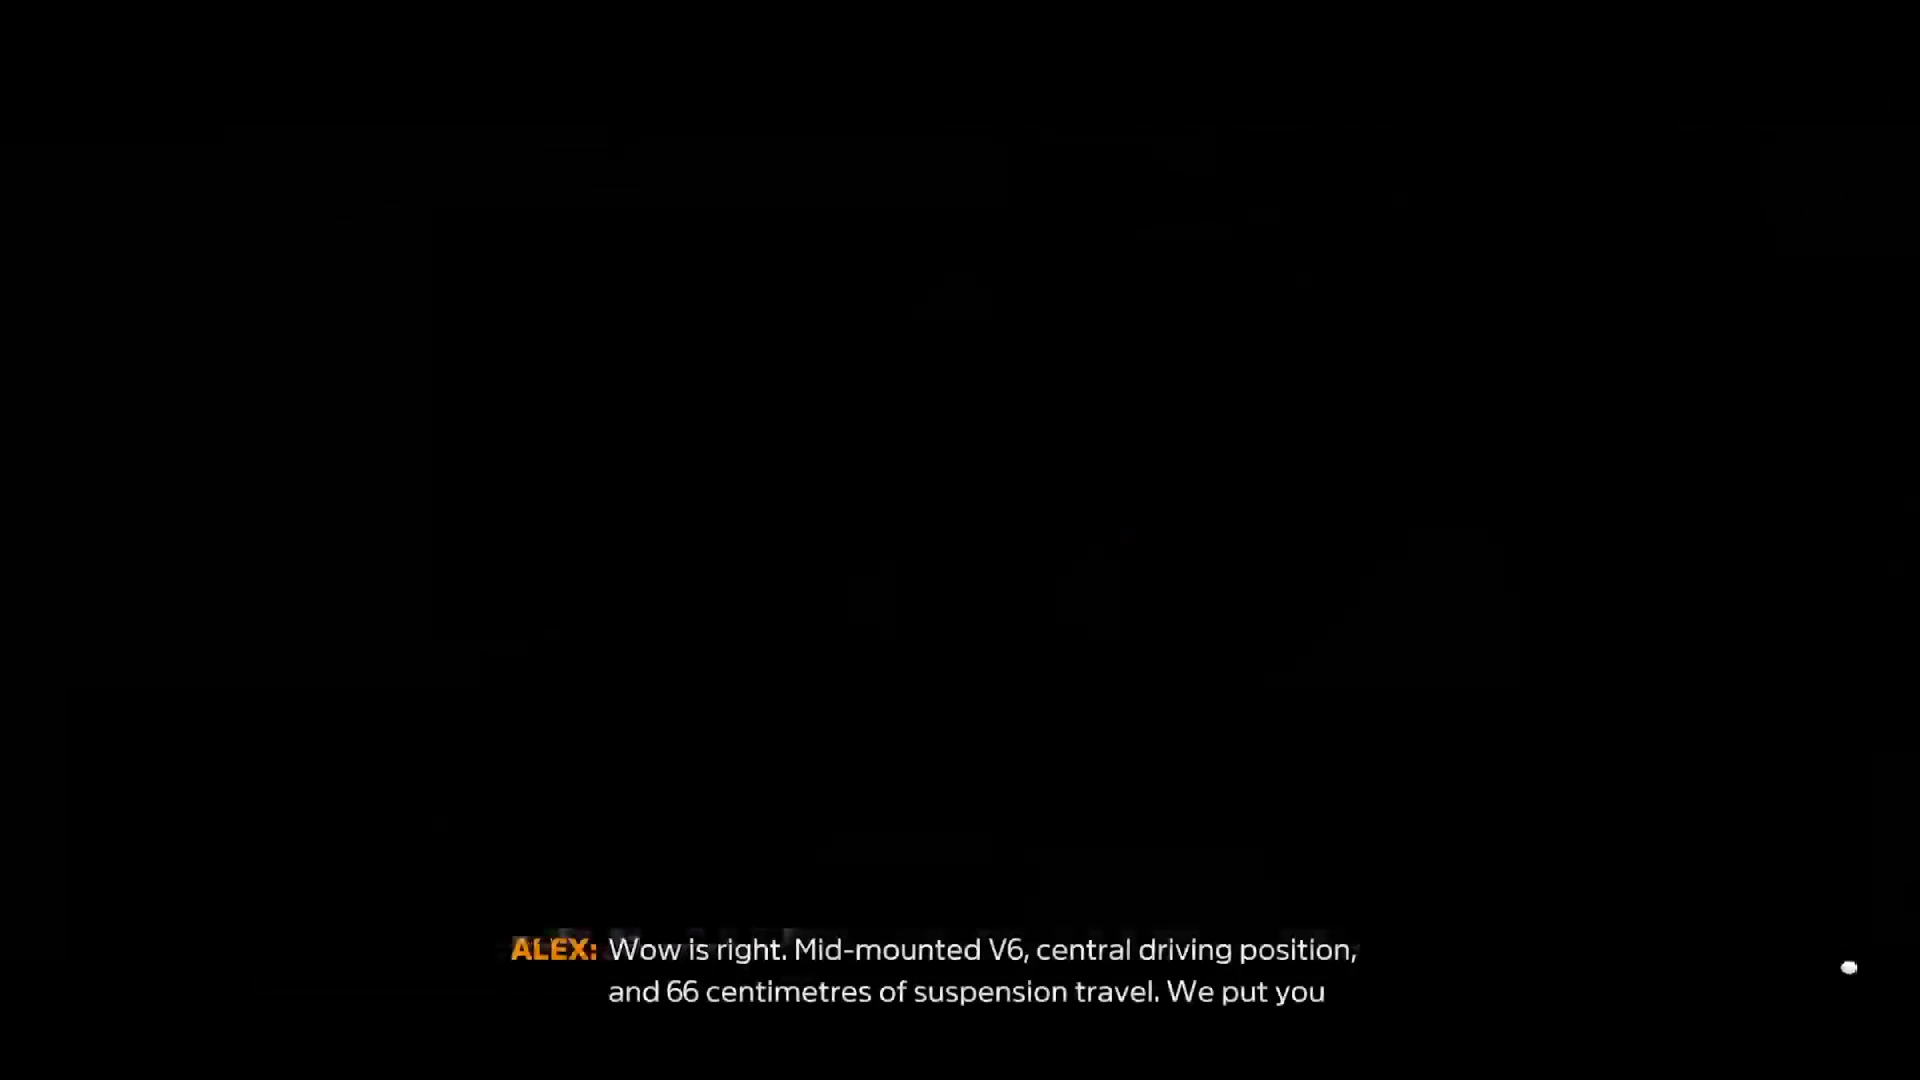 ALEX: Wow is right. Mid-mounted V6, central driving position,
and 66 centimetres of suspension travel. We put you